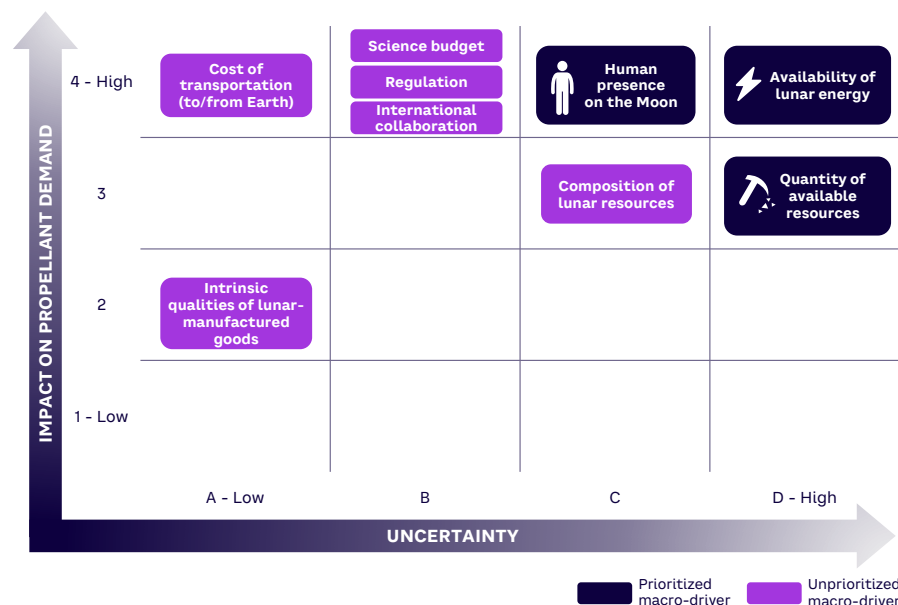 IMPACT ON PROPELLANT DEMAND
4 - High
Cost of
transportation
(to/from Earth)
Science budget
Regulation
International
collaboration
Human
presence
on the Moon
Availability of
lunar energy
3
Composition of
lunar resources
Quantity of
available
resources
2
Intrinsic
qualities of lunar-
manufactured
goods
1 - Low
A - Low
B
C
D - High
UNCERTAINTY
Prioritized
macro-driver
Unprioritized
macro-driver